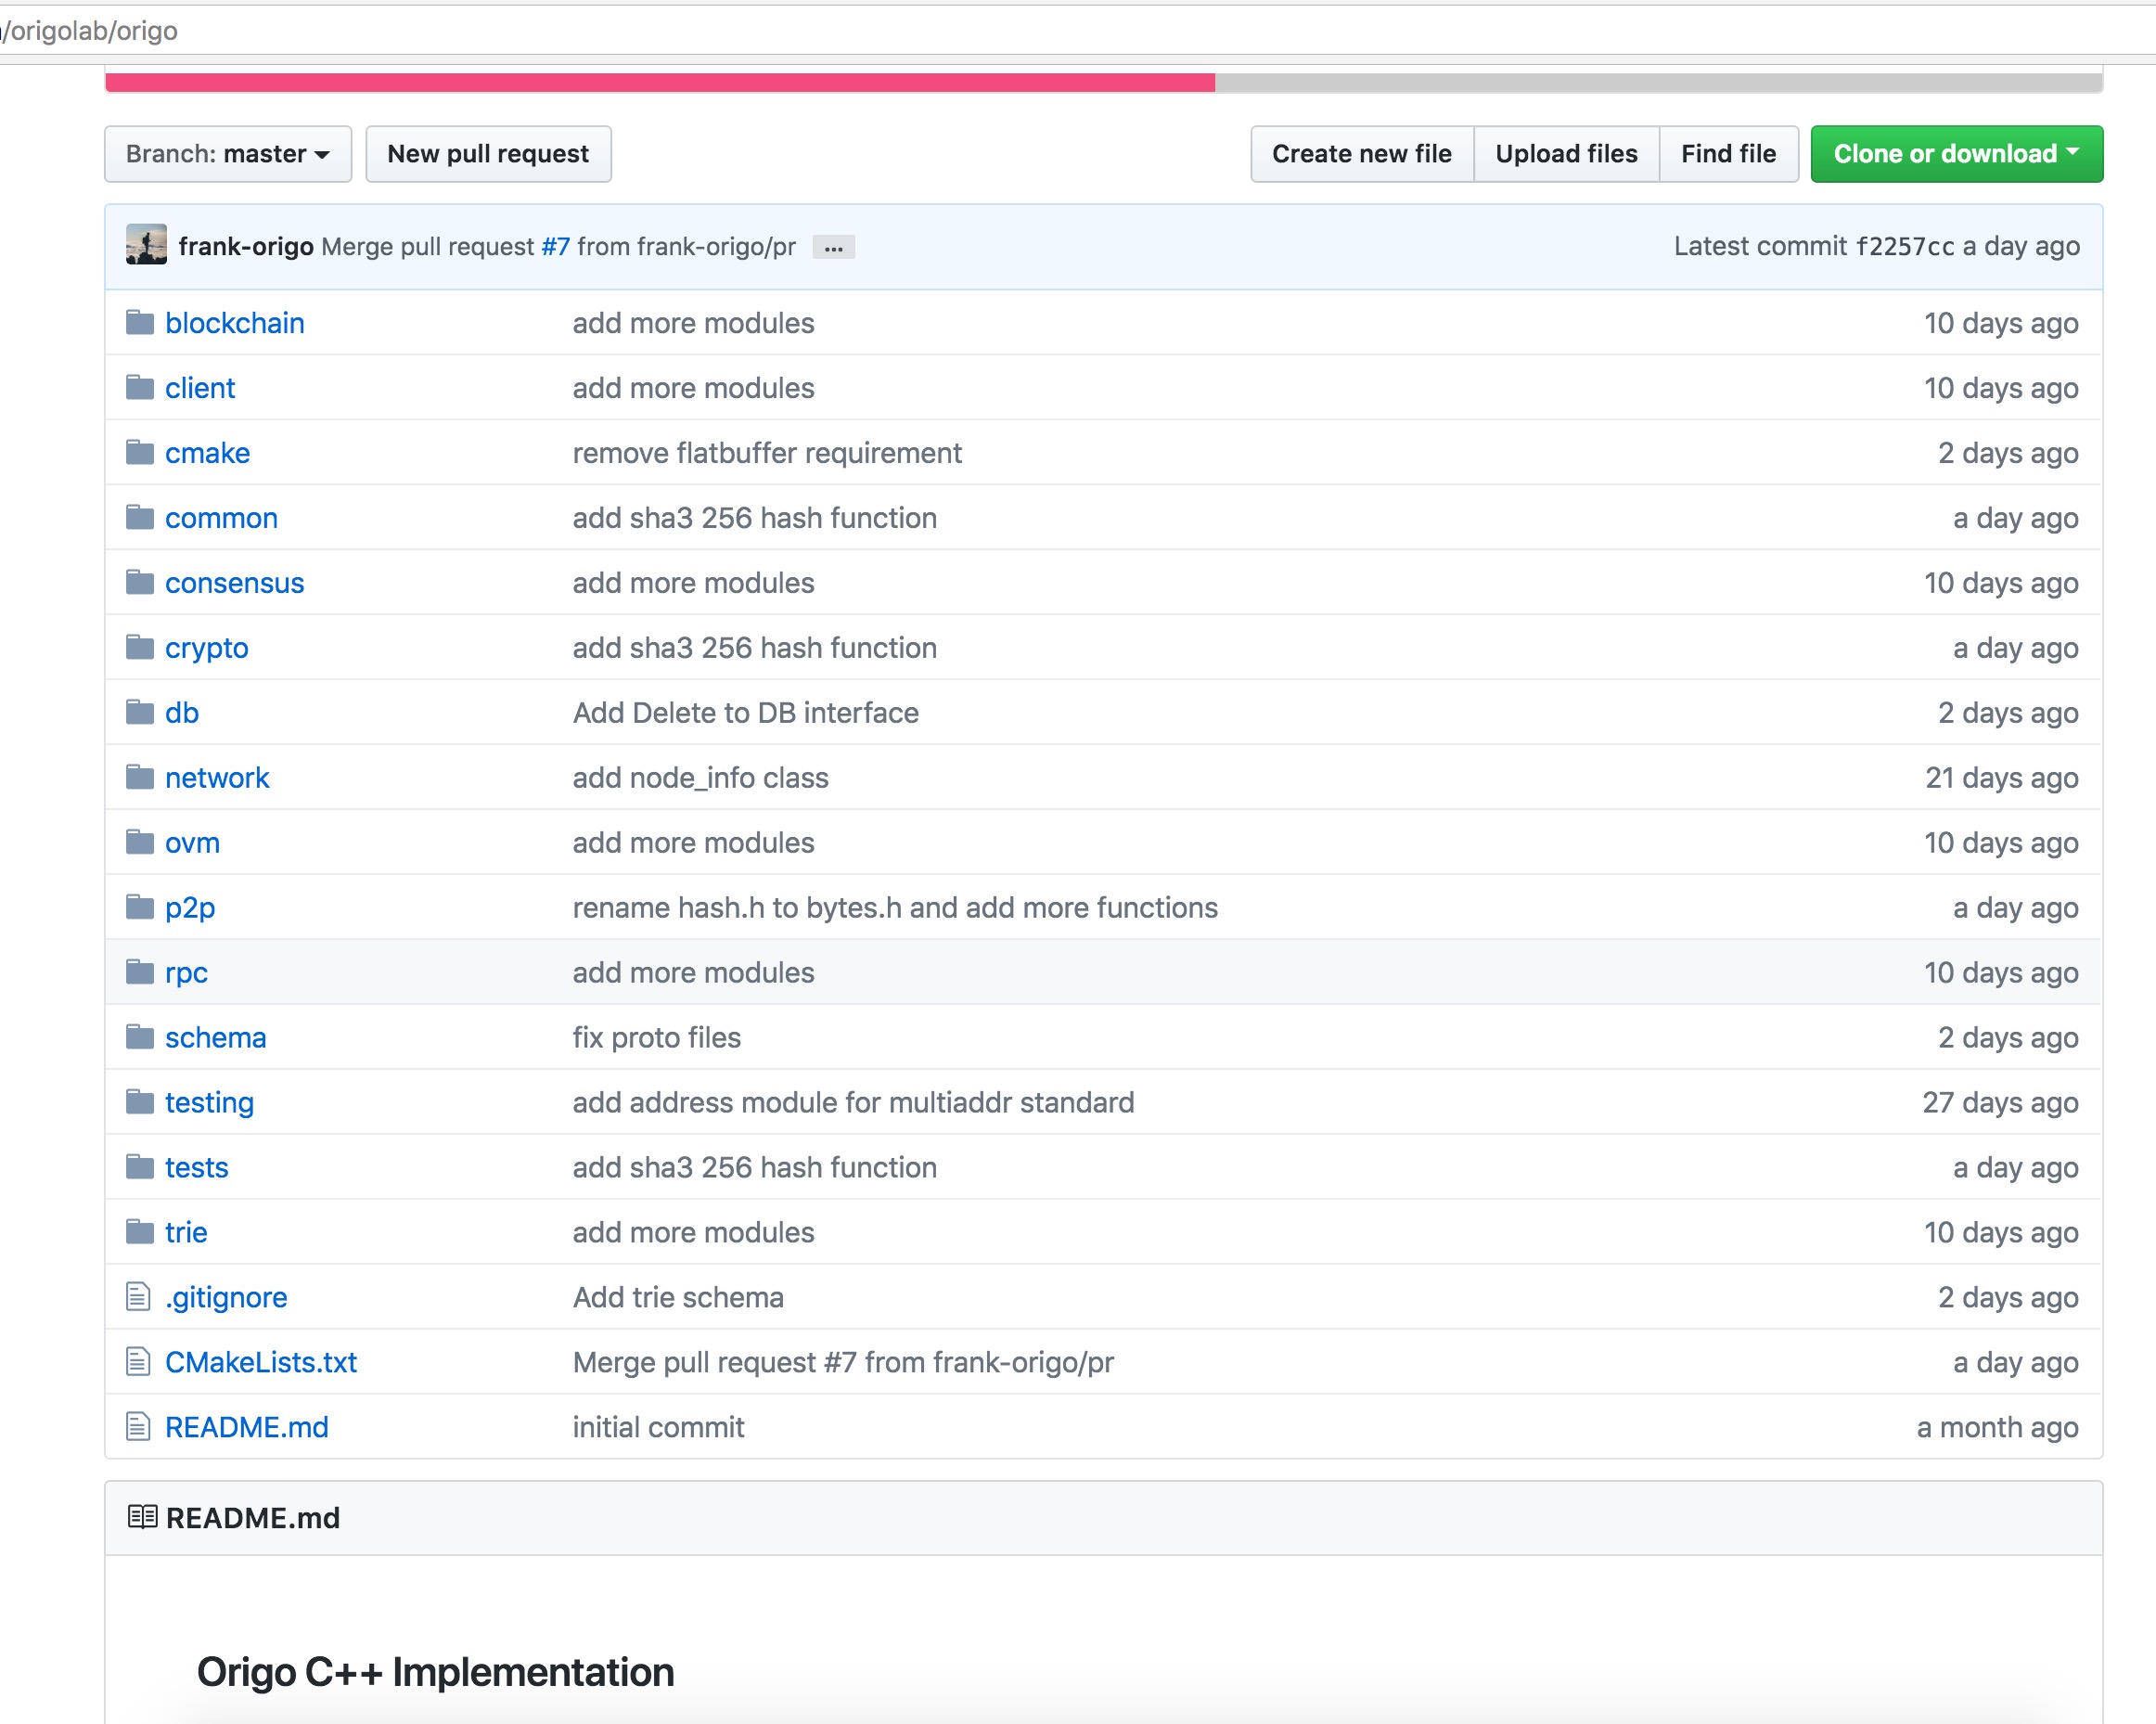 /origolab/origo
Branch: master New pull request Create new file Upload files Find file Clone or download
frank-origo Merge pull request #7 from frank-origo/pr ... Latest commit f2257cc a day ago
blockchain add more modules 10 days ago
client add more modules 10 days ago
cmake remove flatbuffer requirement 2 days ago
common add sha3 256 hash function a day ago
consensus add more modules 10 days ago
crypto add sha3 256 hash function a day ago
db Add Delete to DB interface 2 days ago
network add node_info class 21 days ago
ovm add more modules 10 days ago
p2p rename hash.h to bytes.h and add more functions a day ago
rpc add more modules 10 days ago
schema fix proto files 2 days ago
testing add address module for multiaddr standard 27 days ago
tests add sha3 256 hash function a day ago
trie add more modules 10 days ago
.gitignore Add trie schema 2 days ago
CMakeLists.txt Merge pull request #7 from frank-origo/pr a day ago
README.md initial commit a month ago
README.md
Origo C++ Implementation